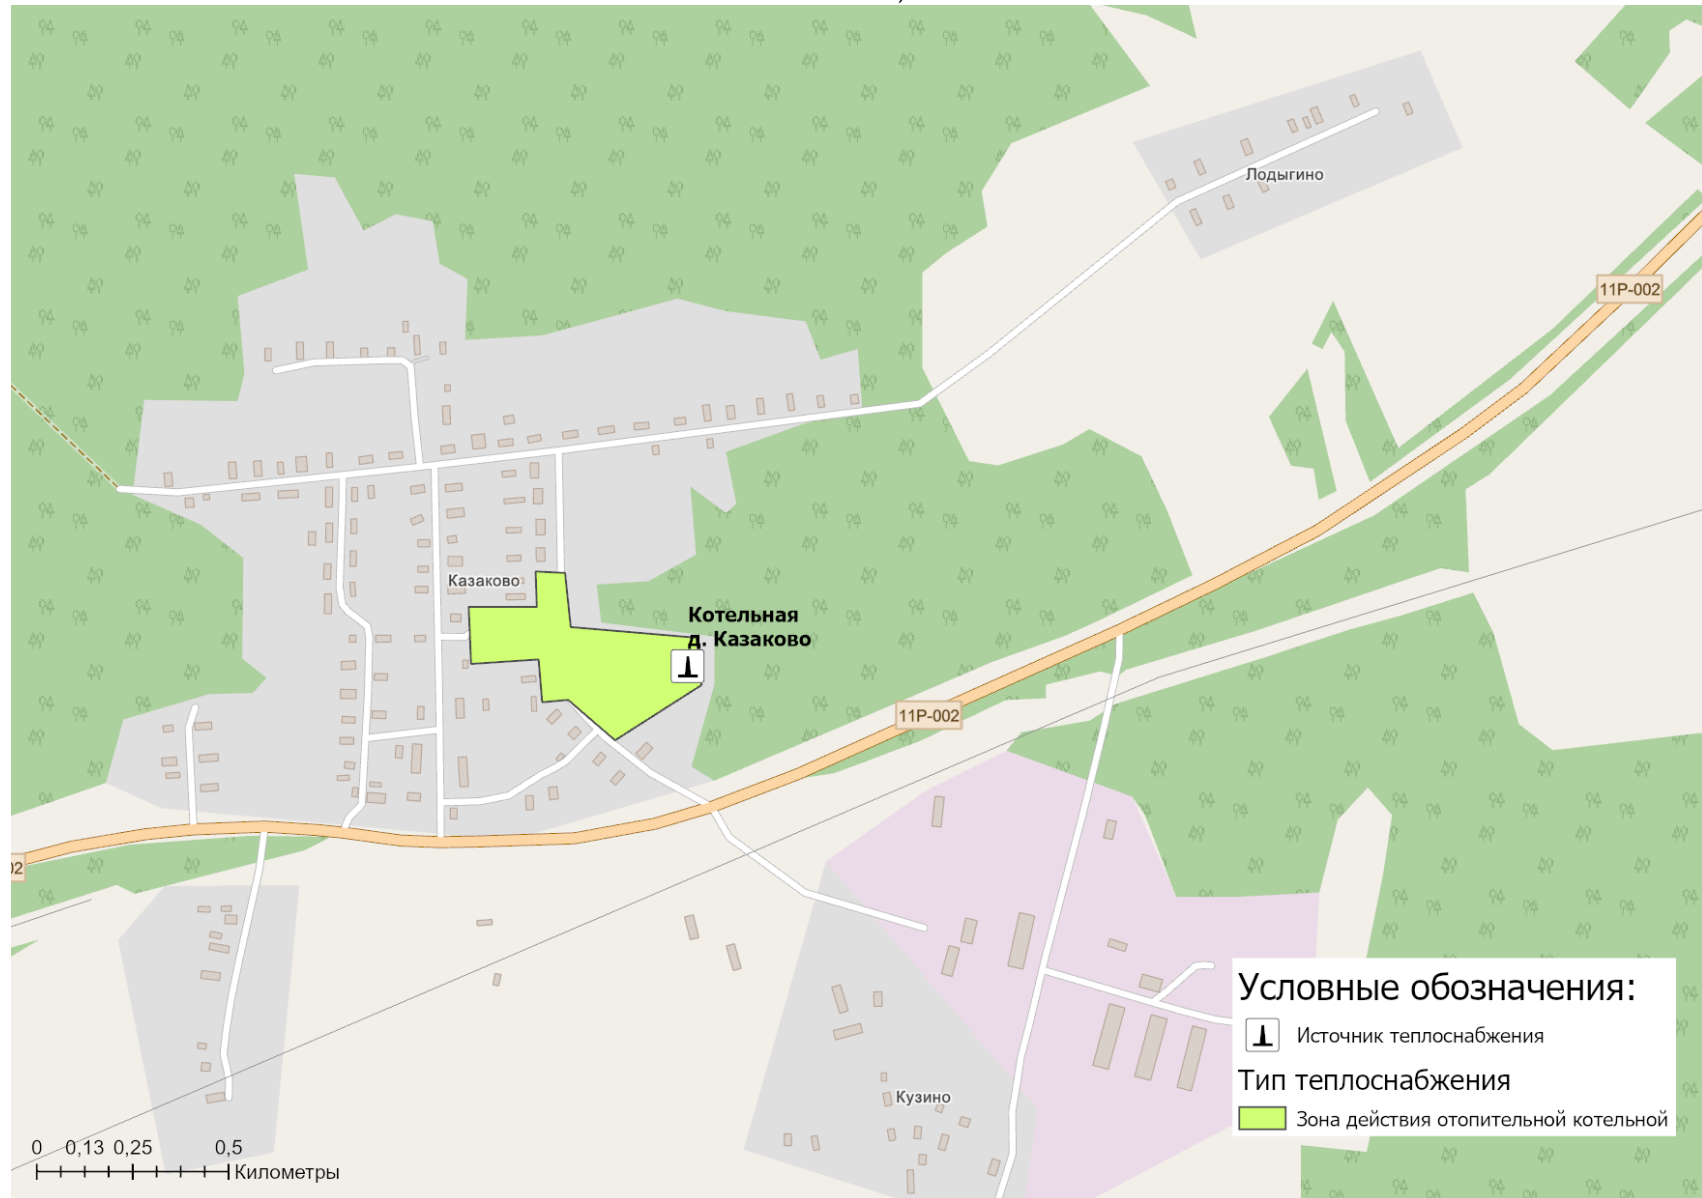 Лодыгино
11Р-002
Казаково
Котельная
д. Казаково
11Р-002
02
Условные обозначения:
Источник теплоснабжения
Тип теплоснабжения
Зона действия отопительной котельной
Кузино
0 0,13 0,25 0,5
Километры